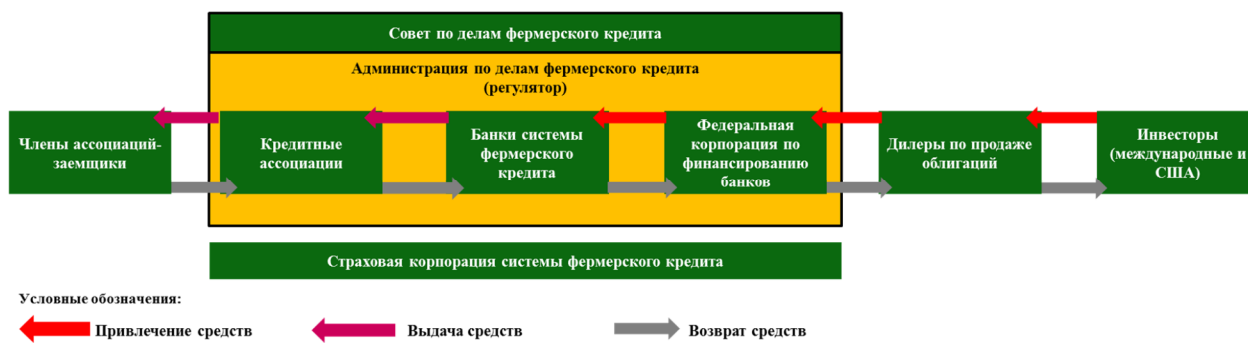 Совет по делам фермерского кредита
Администрация по делам фермерского кредита
(регулятор)
Члены ассоциаций-
заемщики
Кредитные
ассоциации
Банки системы
фермерского
кредита
Федеральная
корпорация по
финансированию
банков
Дилеры по продаже
облигаций
Инвесторы
(международные и
США)
Страховая корпорация системы фермерского кредита
Условные обозначения:
Привлечение средств
Выдача средств
Возврат средств